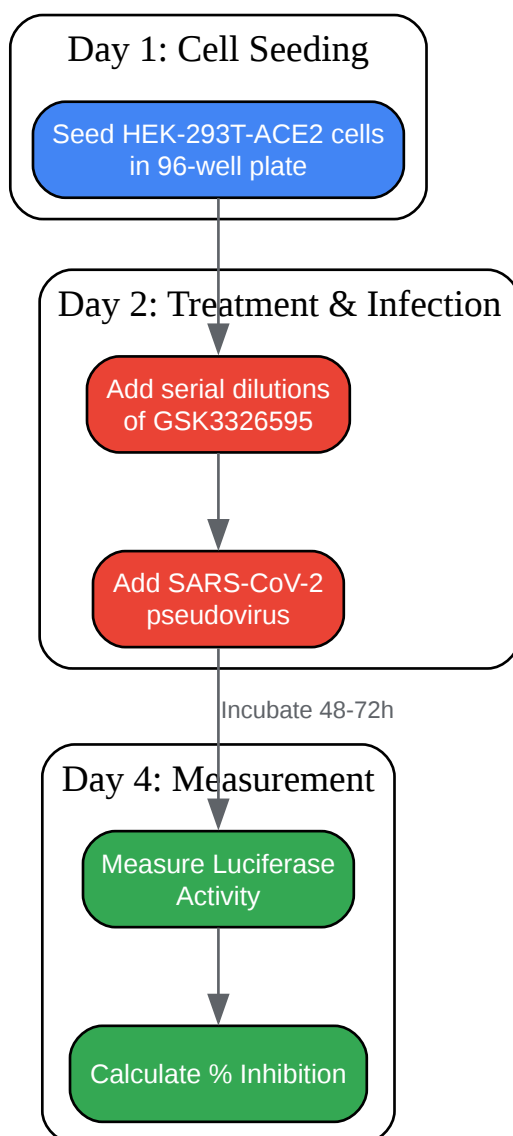 Day 1: Cell Seeding
Seed HEK-293T-ACE2 cells
in 96-well plate
Day 2: Treatment & Infection
Add serial dilutions
of GSK3326595
Add SARS-CoV-2
pseudovirus
Incubate 48-72h
Day 4: Measurement
Measure Luciferase
Activity
Calculate % Inhibition